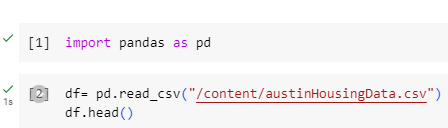 [1] import pandas as pd
[2] df= pd.read_csv("/content/austinHousingData.csv")
1s
df.head()